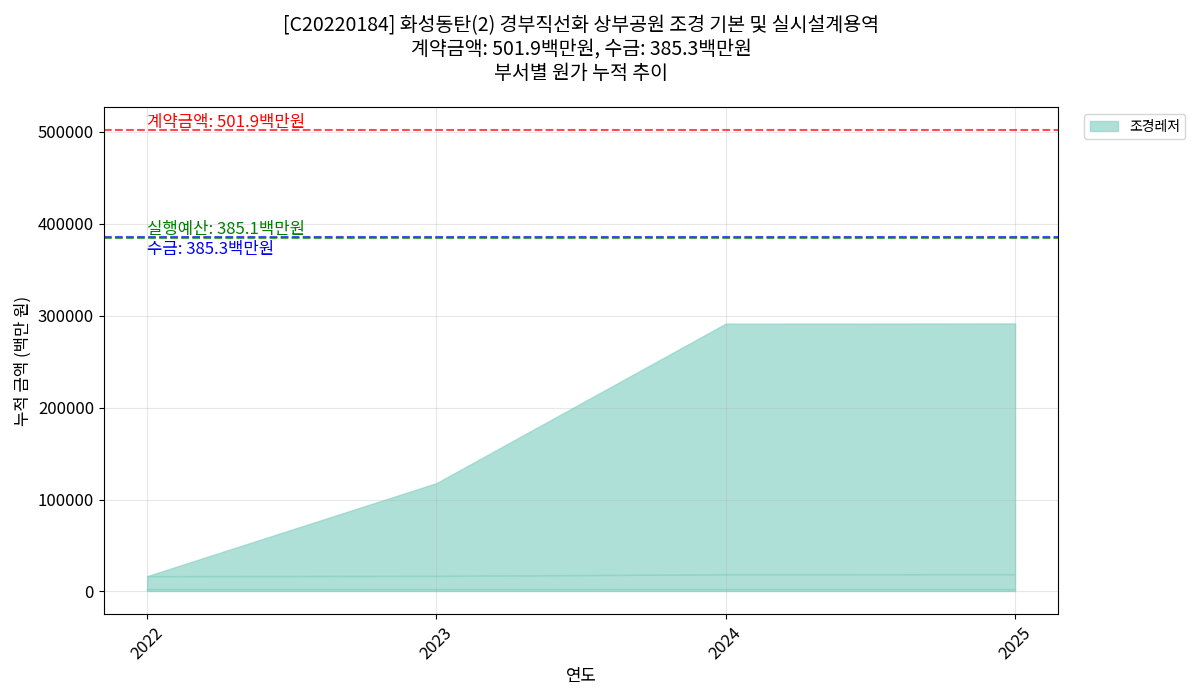 [C20220184] 화성동탄(2) 경부직선화 상부공원 조경 기본 및 실시설계용역
계약금액: 501.9백만원, 수금: 385.3백만원
부서별 원가 누적 추이
조경레저
계약금액: 501.9백만원
실행예산: 385.1백만원
수금: 385.3백만원
누적 금액 (백만 원)
500000
400000
300000
200000
100000
0
2022
2023
2024
2025
연도